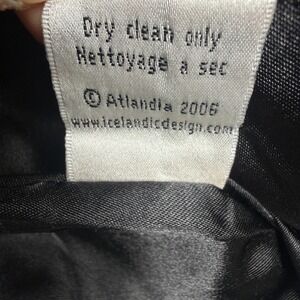 Dry clean only
Nettoyage a sec
© Atlandia 2006
www.icelandicdesign.com